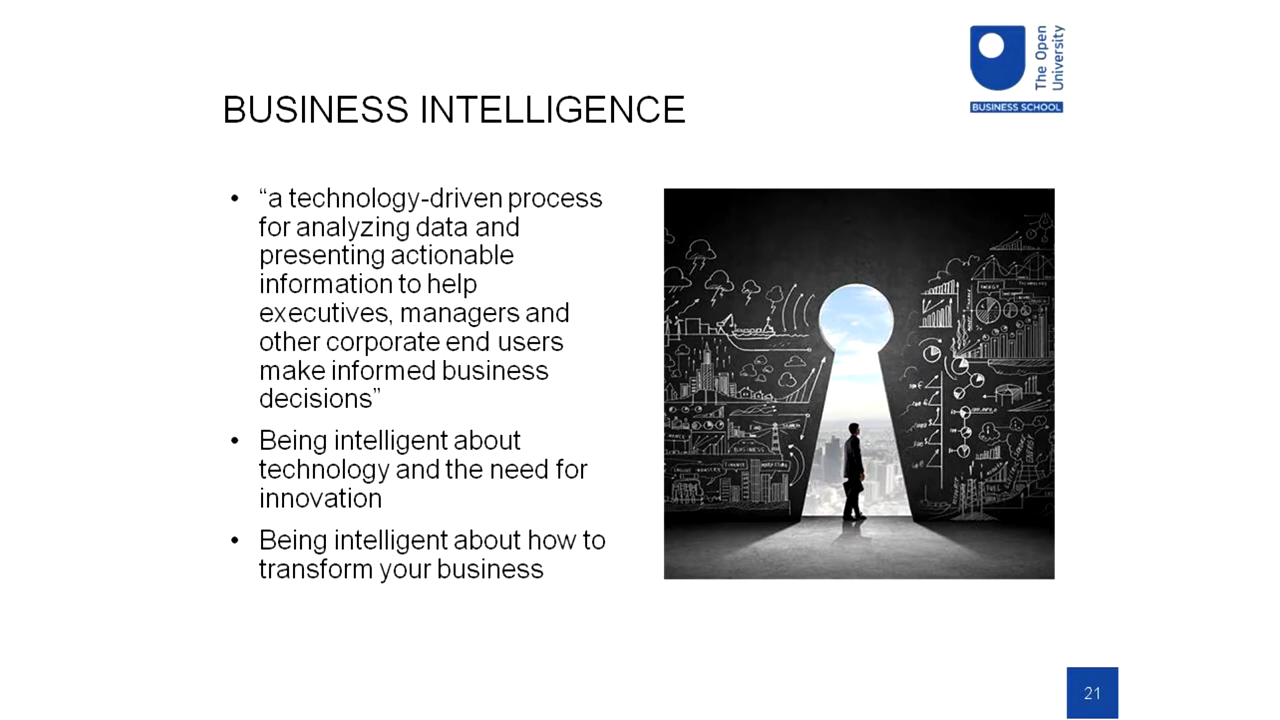 The Open
University
BUSINESS SCHOOL
BUSINESS INTELLIGENCE
• “a technology-driven process
for analyzing data and
presenting actionable
information to help
executives, managers and
other corporate end users
make informed business
decisions”
• Being intelligent about
technology and the need for
innovation
• Being intelligent about how to
transform your business
ENERGY
BUSINESS
21